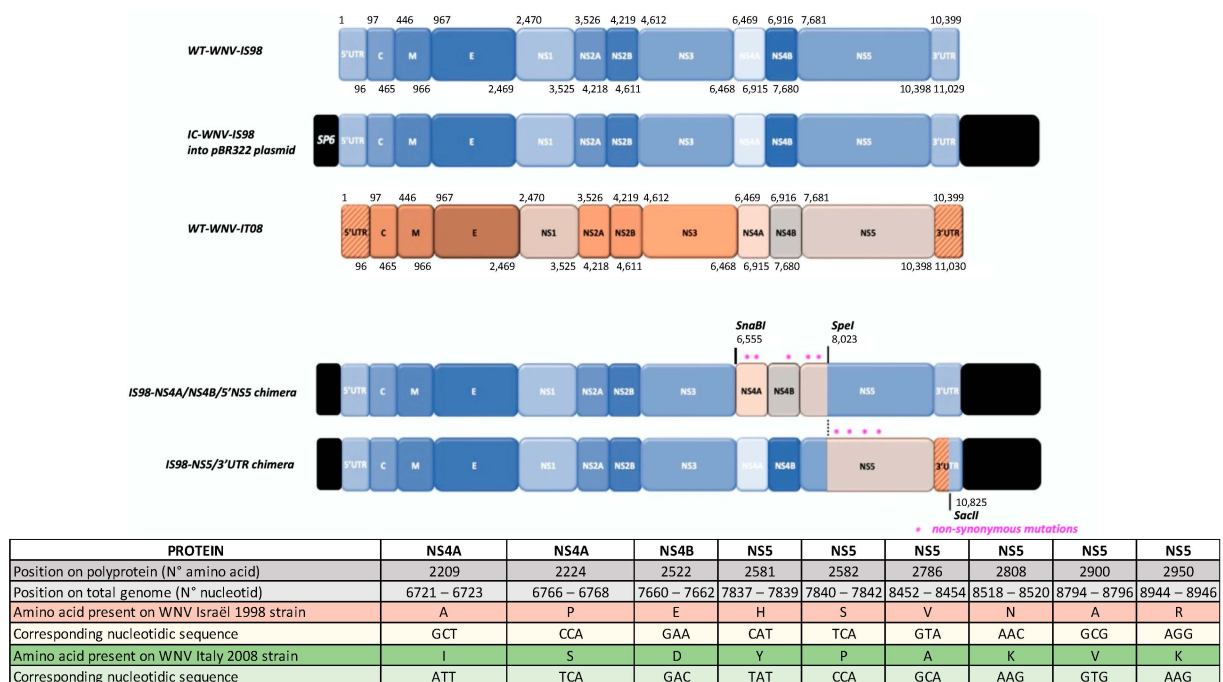 1 97 446 967 2,470 3,526 4,219 4,612 6,469 6,916 7,681 10,399
WT-WNV-IS98 5'UTR C M E NS1 NS2A NS2B NS3 NS4A NS4B NS5 3'UTR
96 465 966 2,469 3,525 4,218 4,611 6,468 6,915 7,680 10,398 11,029
IC-WNV-IS98
into pBR322 plasmid
SP6 5'UTR C M E NS1 NS2A NS2B NS3 NS4A NS4B NS5 3'UTR
1 97 446 967 2,470 3,526 4,219 4,612 6,469 6,916 7,681 10,399
WT-WNV-IT08 5'UTR C M E NS1 NS2A NS2B NS3 NS4A NS4B NS5 3'UTR
96 465 966 2,469 3,525 4,218 4,611 6,468 6,915 7,680 10,398 11,030
SnaBI SpeI
6,555 8,023
* * * * *
IS98-NS4A/NS4B/5'NS5 chimera 5'UTR C M E NS1 NS2A NS2B NS3 NS4A NS4B NS5 3'UTR
* * * *
IS98-NS5/3'UTR chimera 5'UTR C M E NS1 NS2A NS2B NS3 NS4A NS4B NS5 3'UTR
10,825
SacII
* non-synonymous mutations
PROTEIN NS4A NS4A NS4B NS5 NS5 NS5 NS5 NS5 NS5
Position on polyprotein (N° amino acid) 2209 2224 2522 2581 2582 2786 2808 2900 2950
Position on total genome (N° nucleotid) 6721 – 6723 6766 – 6768 7660 – 7662 7837 – 7839 7840 – 7842 8452 – 8454 8518 – 8520 8794 – 8796 8944 – 8946
Amino acid present on WNV Israël 1998 strain A P E H S V N A R
Corresponding nucleotidic sequence GCT CCA GAA CAT TCA GTA AAC GCG AGG
Amino acid present on WNV Italy 2008 strain I S D Y P A K V K
Corresponding nucleotidic sequence ATT TCA GAC TAT CCA GCA AAG GTG AAG